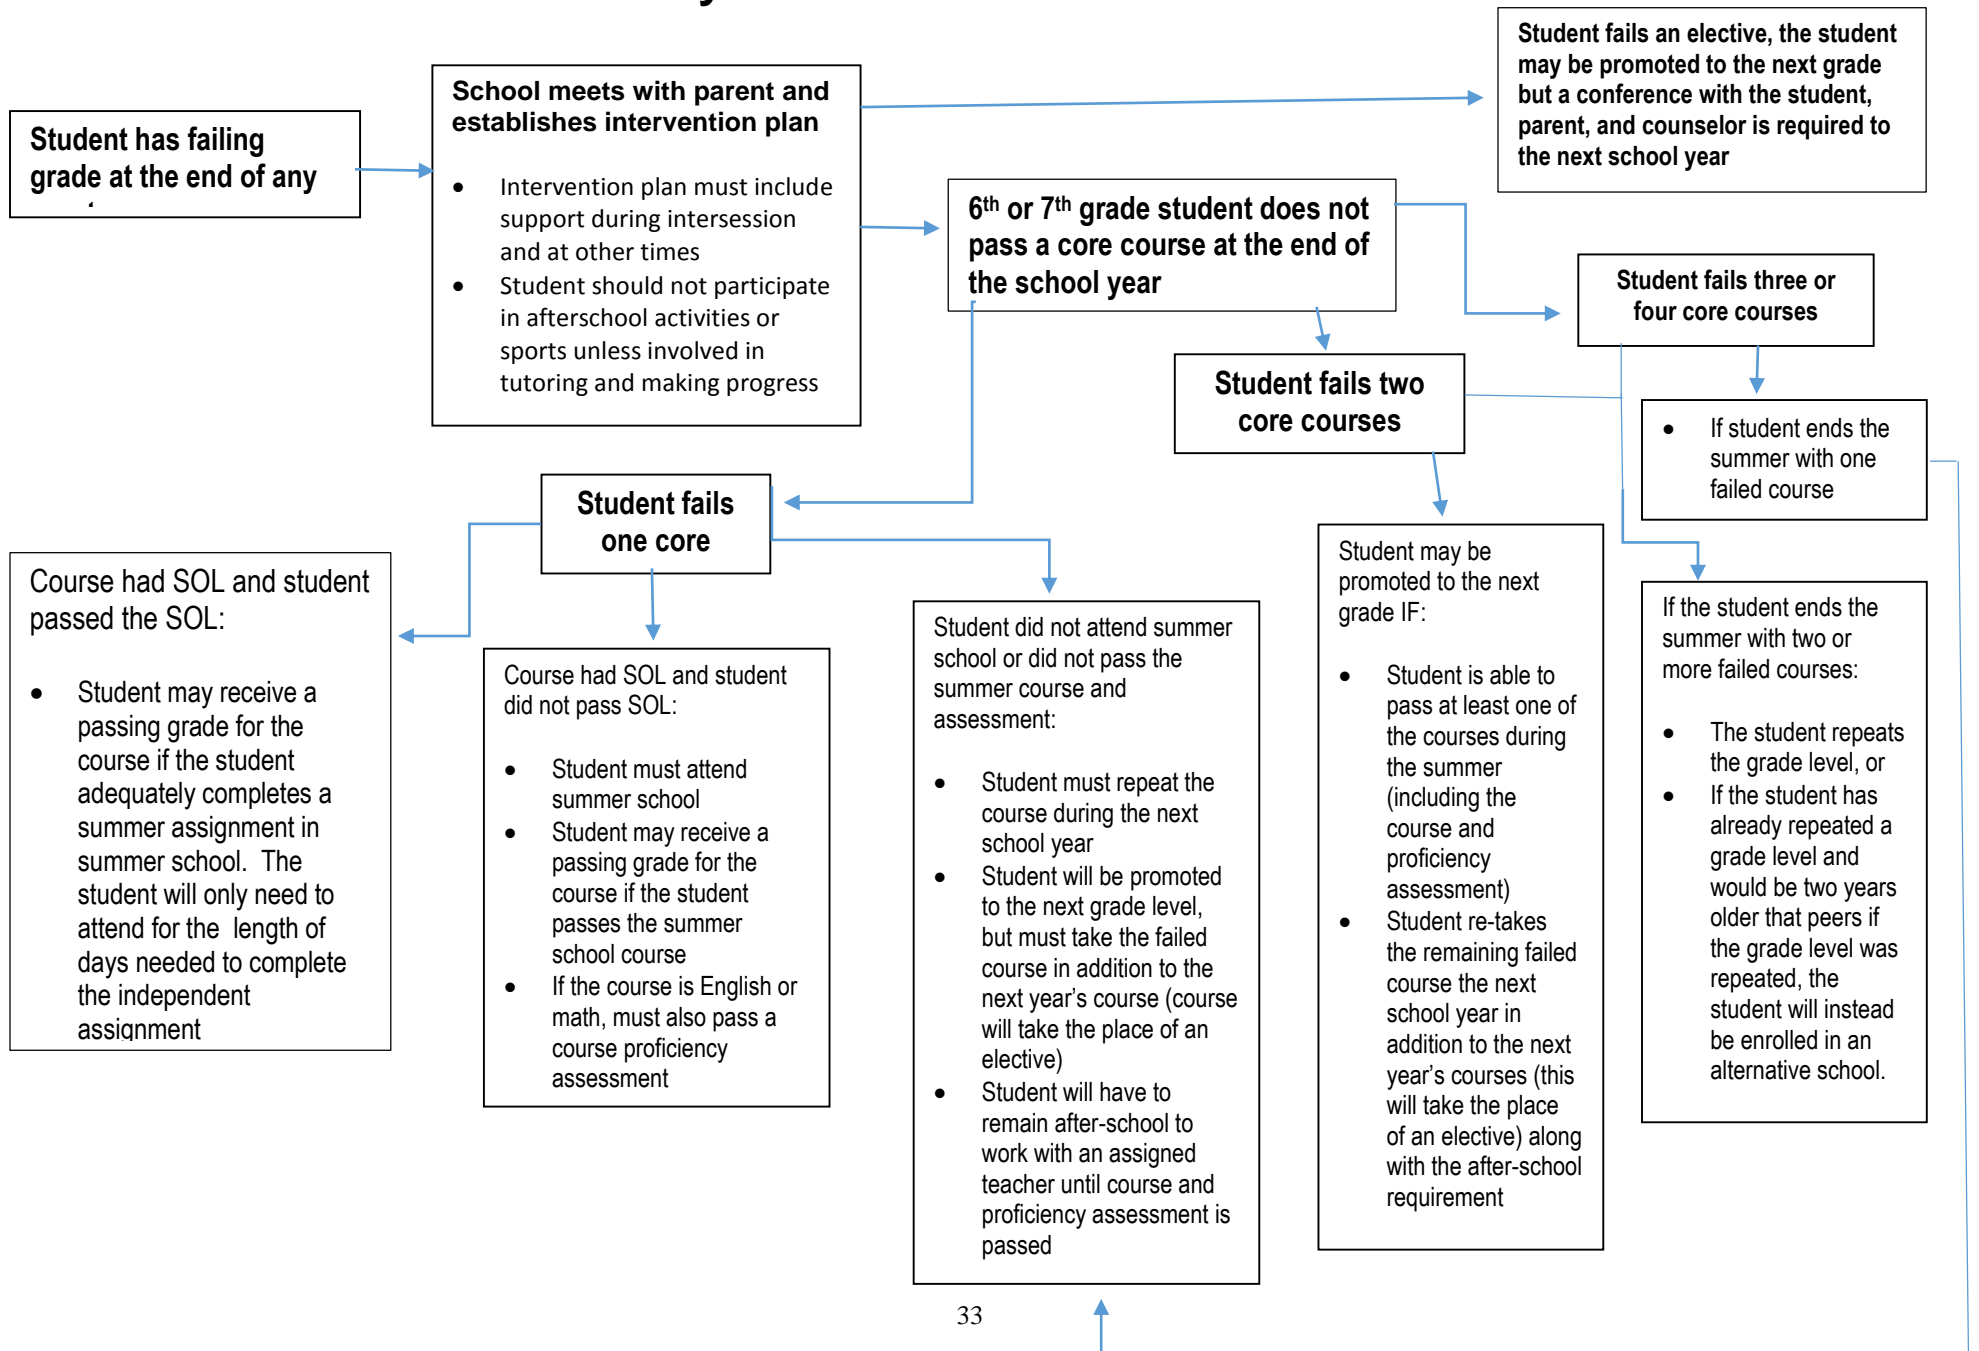 Student has failing
grade at the end of any
School meets with parent and
establishes intervention plan
• Intervention plan must include
support during intersession
and at other times
• Student should not participate
in afterschool activities or
sports unless involved in
tutoring and making progress
Student fails an elective, the student
may be promoted to the next grade
but a conference with the student,
parent, and counselor is required to
the next school year
6th or 7th grade student does not
pass a core course at the end of
the school year
Student fails three or
four core courses
Student fails two
core courses
• If student ends the
summer with one
failed course
Student fails
one core
Course had SOL and student
passed the SOL:
• Student may receive a
passing grade for the
course if the student
adequately completes a
summer assignment in
summer school. The
student will only need to
attend for the length of
days needed to complete
the independent
assignment
Course had SOL and student
did not pass SOL:
• Student must attend
summer school
• Student may receive a
passing grade for the
course if the student
passes the summer
school course
• If the course is English or
math, must also pass a
course proficiency
assessment
Student did not attend summer
school or did not pass the
summer course and
assessment:
• Student must repeat the
course during the next
school year
• Student will be promoted
to the next grade level,
but must take the failed
course in addition to the
next year’s course (course
will take the place of an
elective)
• Student will have to
remain after-school to
work with an assigned
teacher until course and
proficiency assessment is
passed
Student may be
promoted to the next
grade IF:
• Student is able to
pass at least one of
the courses during
the summer
(including the
course and
proficiency
assessment)
• Student re-takes
the remaining failed
course the next
school year in
addition to the next
year’s courses (this
will take the place
of an elective) along
with the after-school
requirement
If the student ends the
summer with two or
more failed courses:
• The student repeats
the grade level, or
• If the student has
already repeated a
grade level and
would be two years
older that peers if
the grade level was
repeated, the
student will instead
be enrolled in an
alternative school.
33